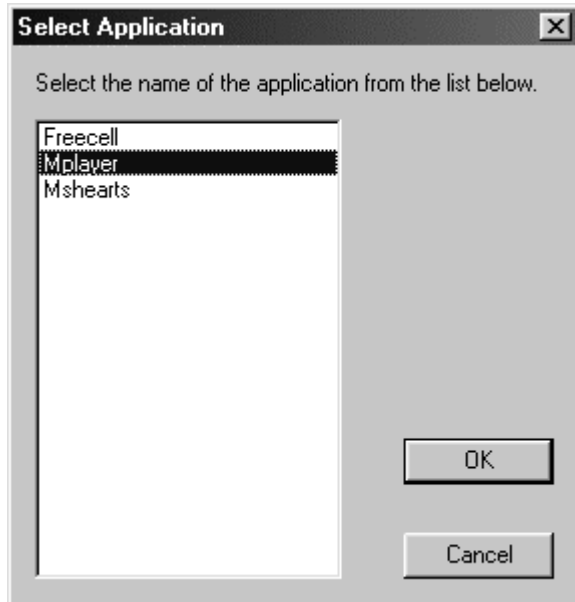 Select Application
Select the name of the application from the list below.
Freecell
Mplayer
Mshearts
OK
Cancel